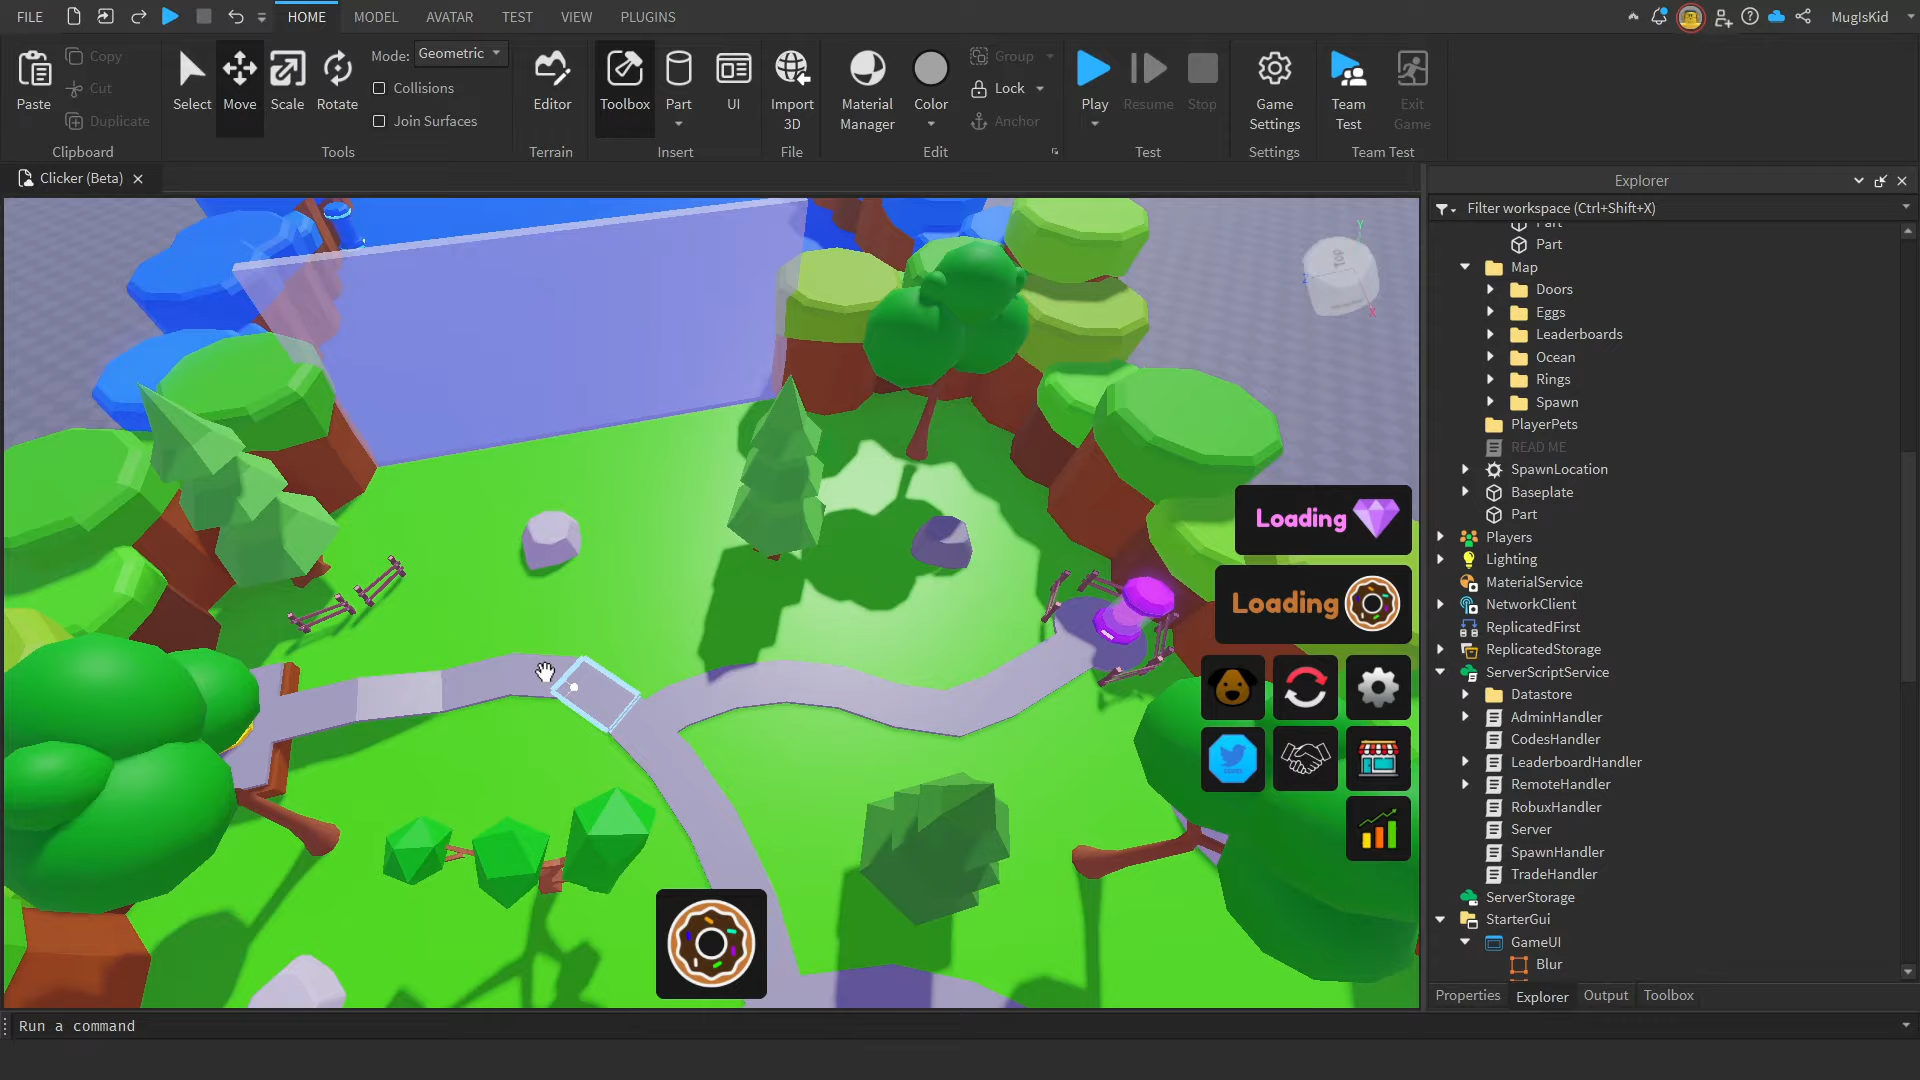 FILE HOME MODEL AVATAR TEST VIEW PLUGINS MugIsKid
Paste Copy Cut Duplicate Clipboard
Select Move Scale Rotate Mode: Geometric Collisions Join Surfaces Tools
Editor Terrain
Toolbox Part UI Insert
Import 3D File
Material Manager Color Group Lock Anchor Edit
Play Resume Stop Test
Game Settings Settings
Team Test Exit Game Team Test
Clicker (Beta)
Y
TOP
Z
X
Loading
Loading
Explorer
Filter workspace (Ctrl+Shift+X)
Part
Part
Map
Doors
Eggs
Leaderboards
Ocean
Rings
Spawn
PlayerPets
READ ME
SpawnLocation
Baseplate
Part
Players
Lighting
MaterialService
NetworkClient
ReplicatedFirst
ReplicatedStorage
ServerScriptService
Datastore
AdminHandler
CodesHandler
LeaderboardHandler
RemoteHandler
RobuxHandler
Server
SpawnHandler
TradeHandler
ServerStorage
StarterGui
GameUI
Blur
Properties Explorer Output Toolbox
Run a command